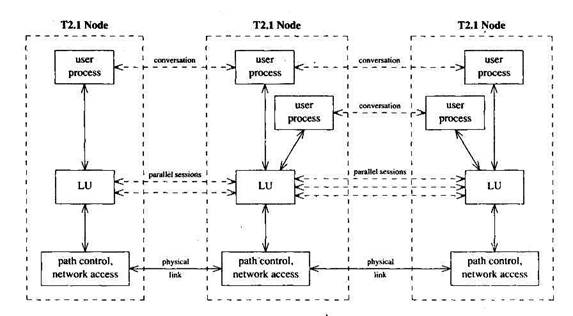 T2.1 Node
T2.1 Node
T2.1 Node
user
process
conversation
user
process
conversation
user
process
user
process
conversation
user
process
LU
parallel sessions
LU
parallel sessions
LU
path control,
network access
physical
link
path control,
network access
physical
link
path control,
network access